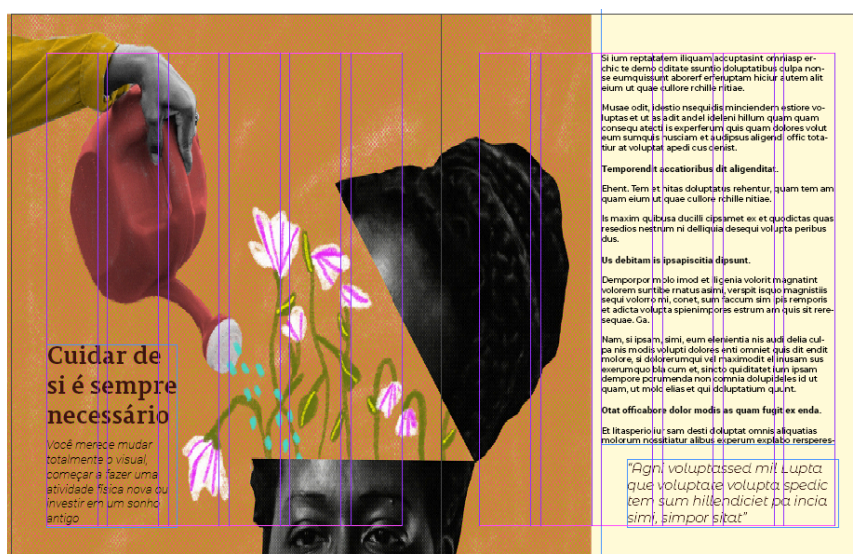 Cuidar de
si é sempre
necessário
Você merece mudar
totalmente o visual,
começar a fazer uma
atividade física nova ou
investir em um sonho
antigo
Si ium reptatatem iliquam accuptasint omniasp er-
chic te demo oditate ssuntio doluptatibus culpa non-
se eumquissunt aborerf erferuptam hiciur autem alit
eium ut quae cullore rchille nitiae.
Musae odit, idestio nsequidis minciendem estiore vo-
luptas et ut as adit andel ideleni hillum quam quam
consequ atecti is experferum quis quam dolores volut
eum sumquis nusciam et audipsus aligend offic tota-
tiur at voluptat apedi cus denist.
Temporendit accatioribus dit aligenditat.
Ehent. Tem et hitas doluptatus rehentur, quam tem am
quam eium ut quae cullore rchille nitiae.
Is maxim quibusa ducilli cipsamet ex et quodictas quas
resedios nestrum ni delliquia desequi volupta peribus
dus.
Us debitam is ipsapiscitia dipsunt.
Demporpor molo imod et iligenia volorit magnatint
volorem suntibe rnatus asimi, verspit isquo magnistiis
sequi volorro mi, conet, sum faccum sim ipis remporis
et adicta volupta spienimpores estrum am quis sit rere-
sequae. Ga.
Nam, si ipsam, simi, eum elenientia nis audi delia cul-
pa nis modis volupti dolores enti omniet quis dit endit
molore, si dolorerumqui vel maximodit el inusam sus
exerumquo bla cum et, sincto quiditatet ium ipsam
dempore porumenda non comnia dolupideles id ut
quam, ut molo elias et qui doluptatium quunt.
Otat officabore dolor modis as quam fugit ex enda.
Et litasperio iur sam desti doluptat omnis aliquatias
molorum nossitiatur alibus experum explabo rersperes-
“Agni voluptassed mil Lupta
que voluptate volupta spedic
tem sum hillendiciet pa incia
simi, simpor sitat”